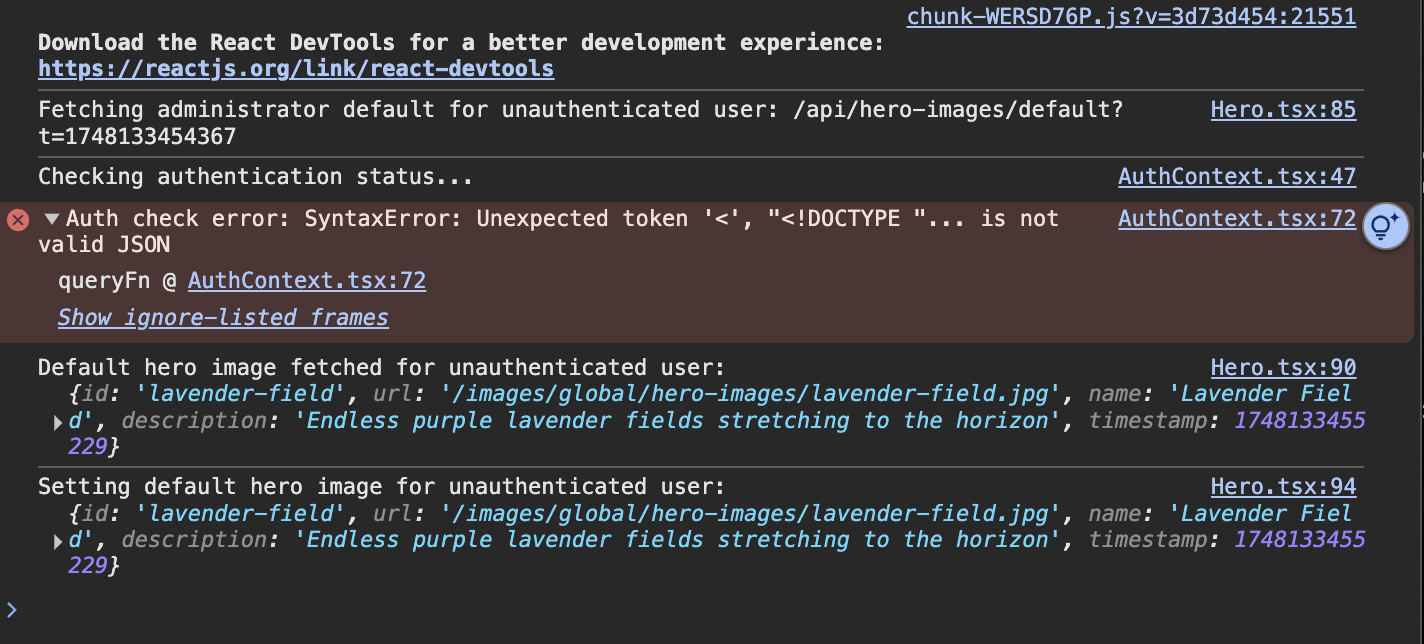 chunk-WERSD76P.js?v=3d73d454:21551
Download the React DevTools for a better development experience:
https://reactjs.org/link/react-devtools
Fetching administrator default for unauthenticated user: /api/hero-images/default? Hero.tsx:85
t=1748133454367
Checking authentication status... AuthContext.tsx:47
Auth check error: SyntaxError: Unexpected token '<', "<!DOCTYPE "... is not AuthContext.tsx:72
valid JSON
queryFn @ AuthContext.tsx:72
Show ignore-listed frames
Default hero image fetched for unauthenticated user: Hero.tsx:90
{id: 'lavender-field', url: '/images/global/hero-images/lavender-field.jpg', name: 'Lavender Fiel
d', description: 'Endless purple lavender fields stretching to the horizon', timestamp: 1748133455
229}
Setting default hero image for unauthenticated user: Hero.tsx:94
{id: 'lavender-field', url: '/images/global/hero-images/lavender-field.jpg', name: 'Lavender Fiel
d', description: 'Endless purple lavender fields stretching to the horizon', timestamp: 1748133455
229}